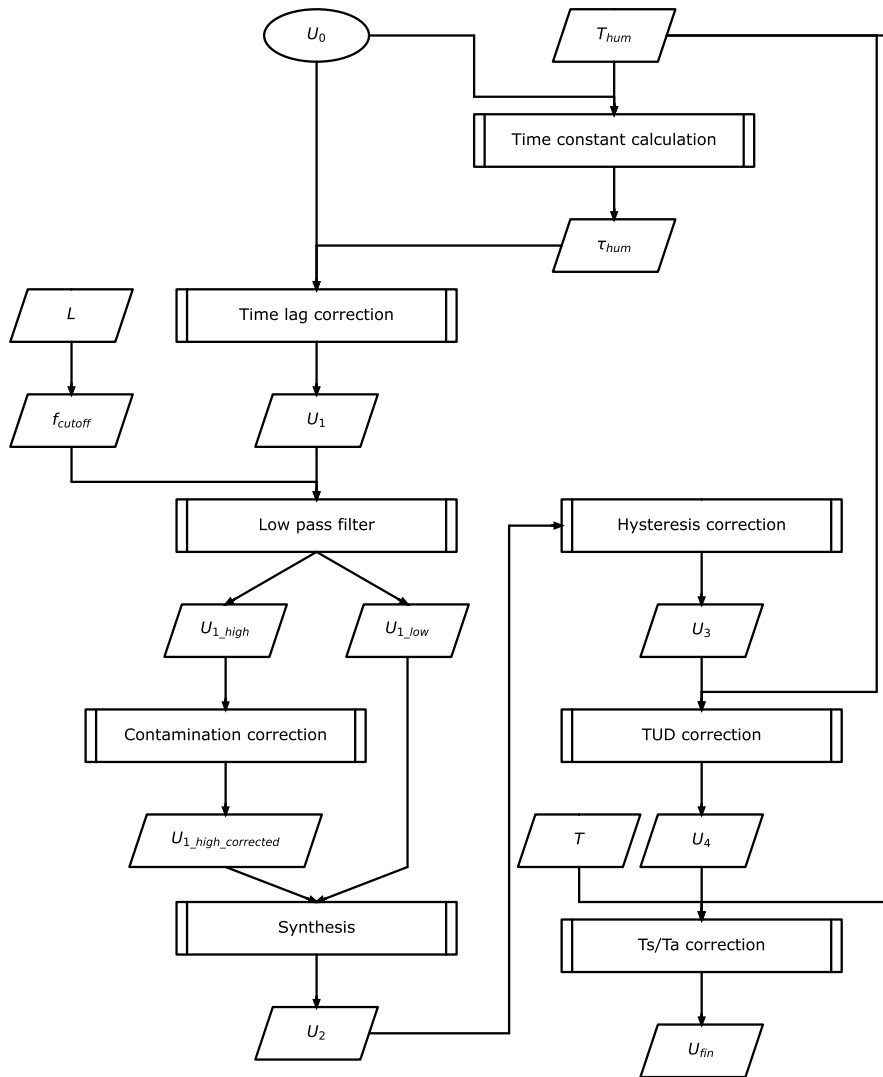 U0
Thum
Time constant calculation
τhum
L
Time lag correction
fcutoff
U1
Low pass filter
Hysteresis correction
U1_high
U1_low
U3
Contamination correction
TUD correction
U1_high_corrected
T
U4
Synthesis
Ts/Ta correction
U2
Ufin